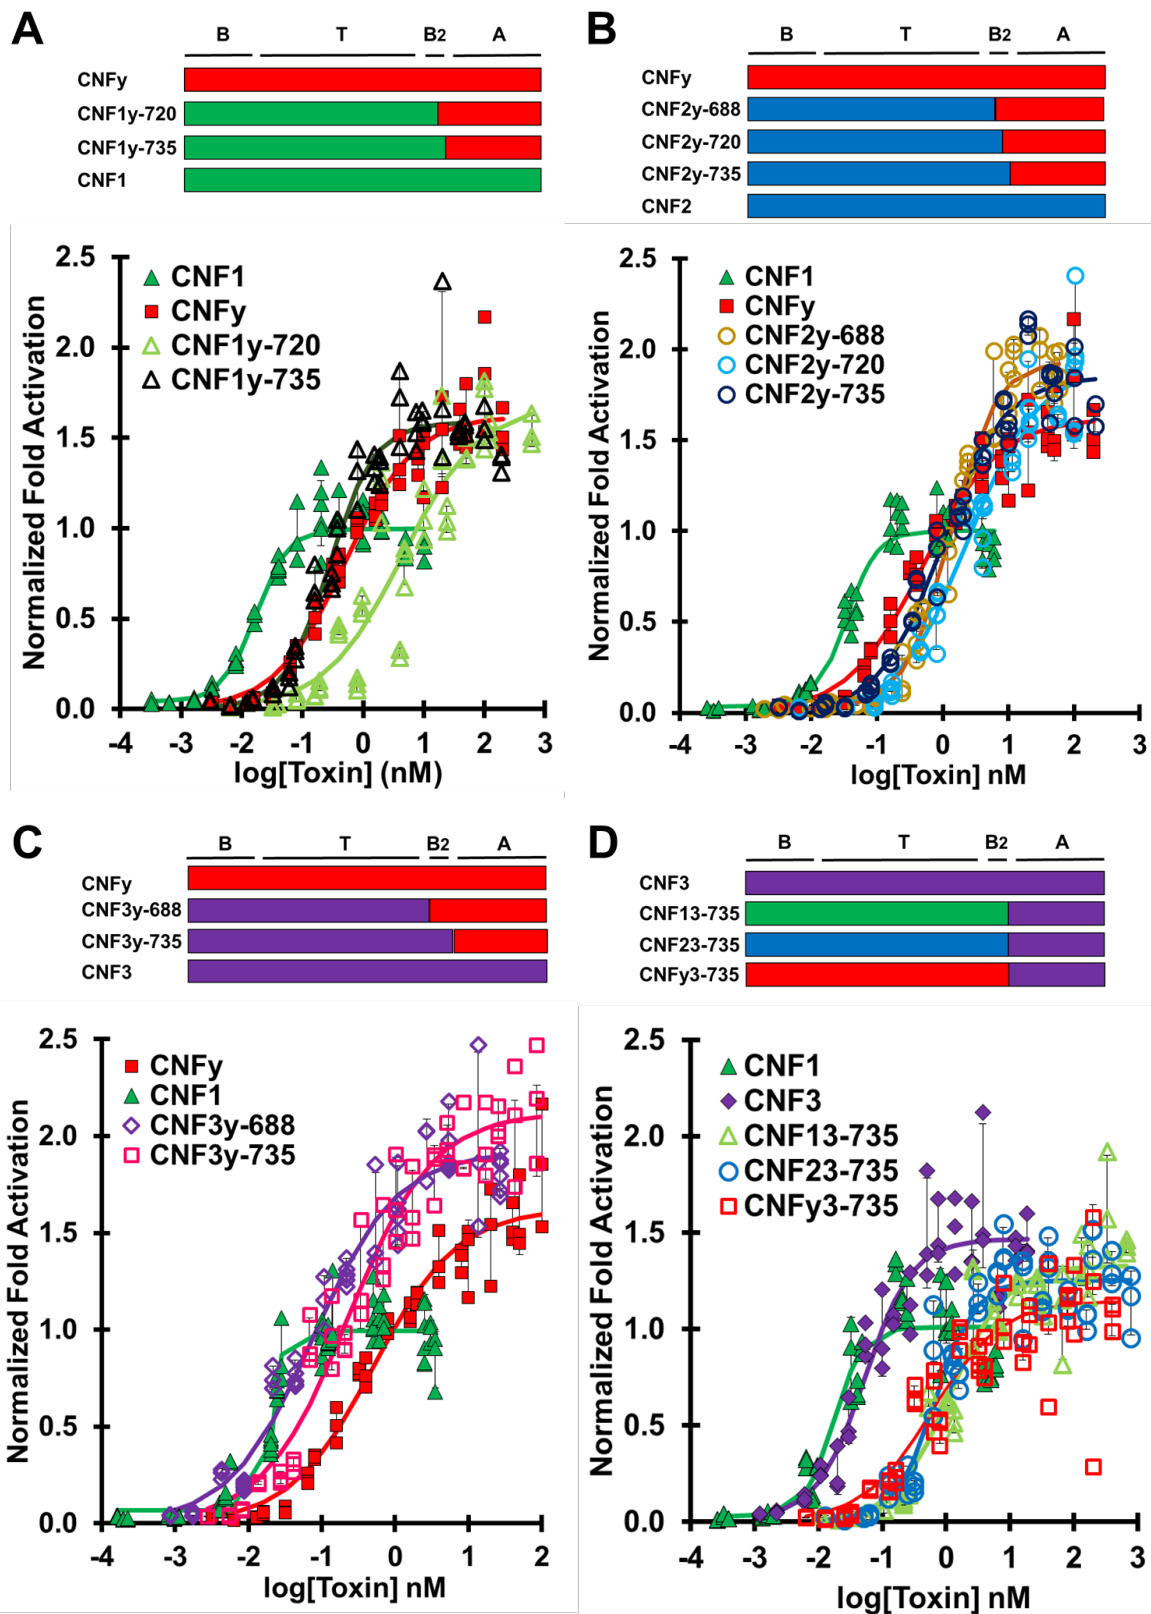 A
B T B2 A
CNFy
CNF1y-720
CNF1y-735
CNF1
Normalized Fold Activation
2.5
2.0
1.5
1.0
0.5
0.0
CNF1
CNFy
CNF1y-720
CNF1y-735
-4 -3 -2 -1 0 1 2 3
log[Toxin] (nM)
B
B T B2 A
CNFy
CNF2y-688
CNF2y-720
CNF2y-735
CNF2
Normalized Fold Activation
2.5
2.0
1.5
1.0
0.5
0.0
CNF1
CNFy
CNF2y-688
CNF2y-720
CNF2y-735
-4 -3 -2 -1 0 1 2 3
log[Toxin] nM
C
B T B2 A
CNFy
CNF3y-688
CNF3y-735
CNF3
Normalized Fold Activation
2.5
2.0
1.5
1.0
0.5
0.0
CNFy
CNF1
CNF3y-688
CNF3y-735
-4 -3 -2 -1 0 1 2
log[Toxin] nM
D
B T B2 A
CNF3
CNF13-735
CNF23-735
CNFy3-735
Normalized Fold Activation
2.5
2.0
1.5
1.0
0.5
0.0
CNF1
CNF3
CNF13-735
CNF23-735
CNFy3-735
-4 -3 -2 -1 0 1 2 3
log[Toxin] nM